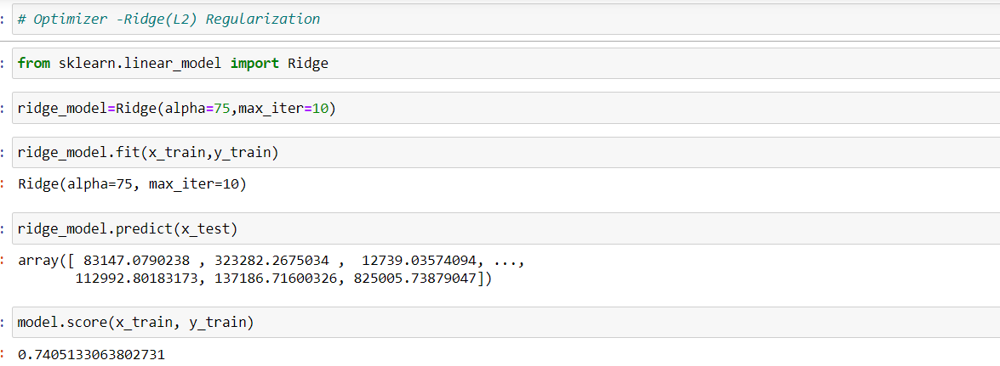 : # Optimizer -Ridge(L2) Regularization
: from sklearn.linear_model import Ridge
: ridge_model=Ridge(alpha=75,max_iter=10)
: ridge_model.fit(x_train,y_train)
: Ridge(alpha=75, max_iter=10)
: ridge_model.predict(x_test)
: array([ 83147.0790238 , 323282.2675034 ,  12739.03574094, ...,
       112992.80183173, 137186.71600326, 825005.73879047])
: model.score(x_train, y_train)
: 0.7405133063802731